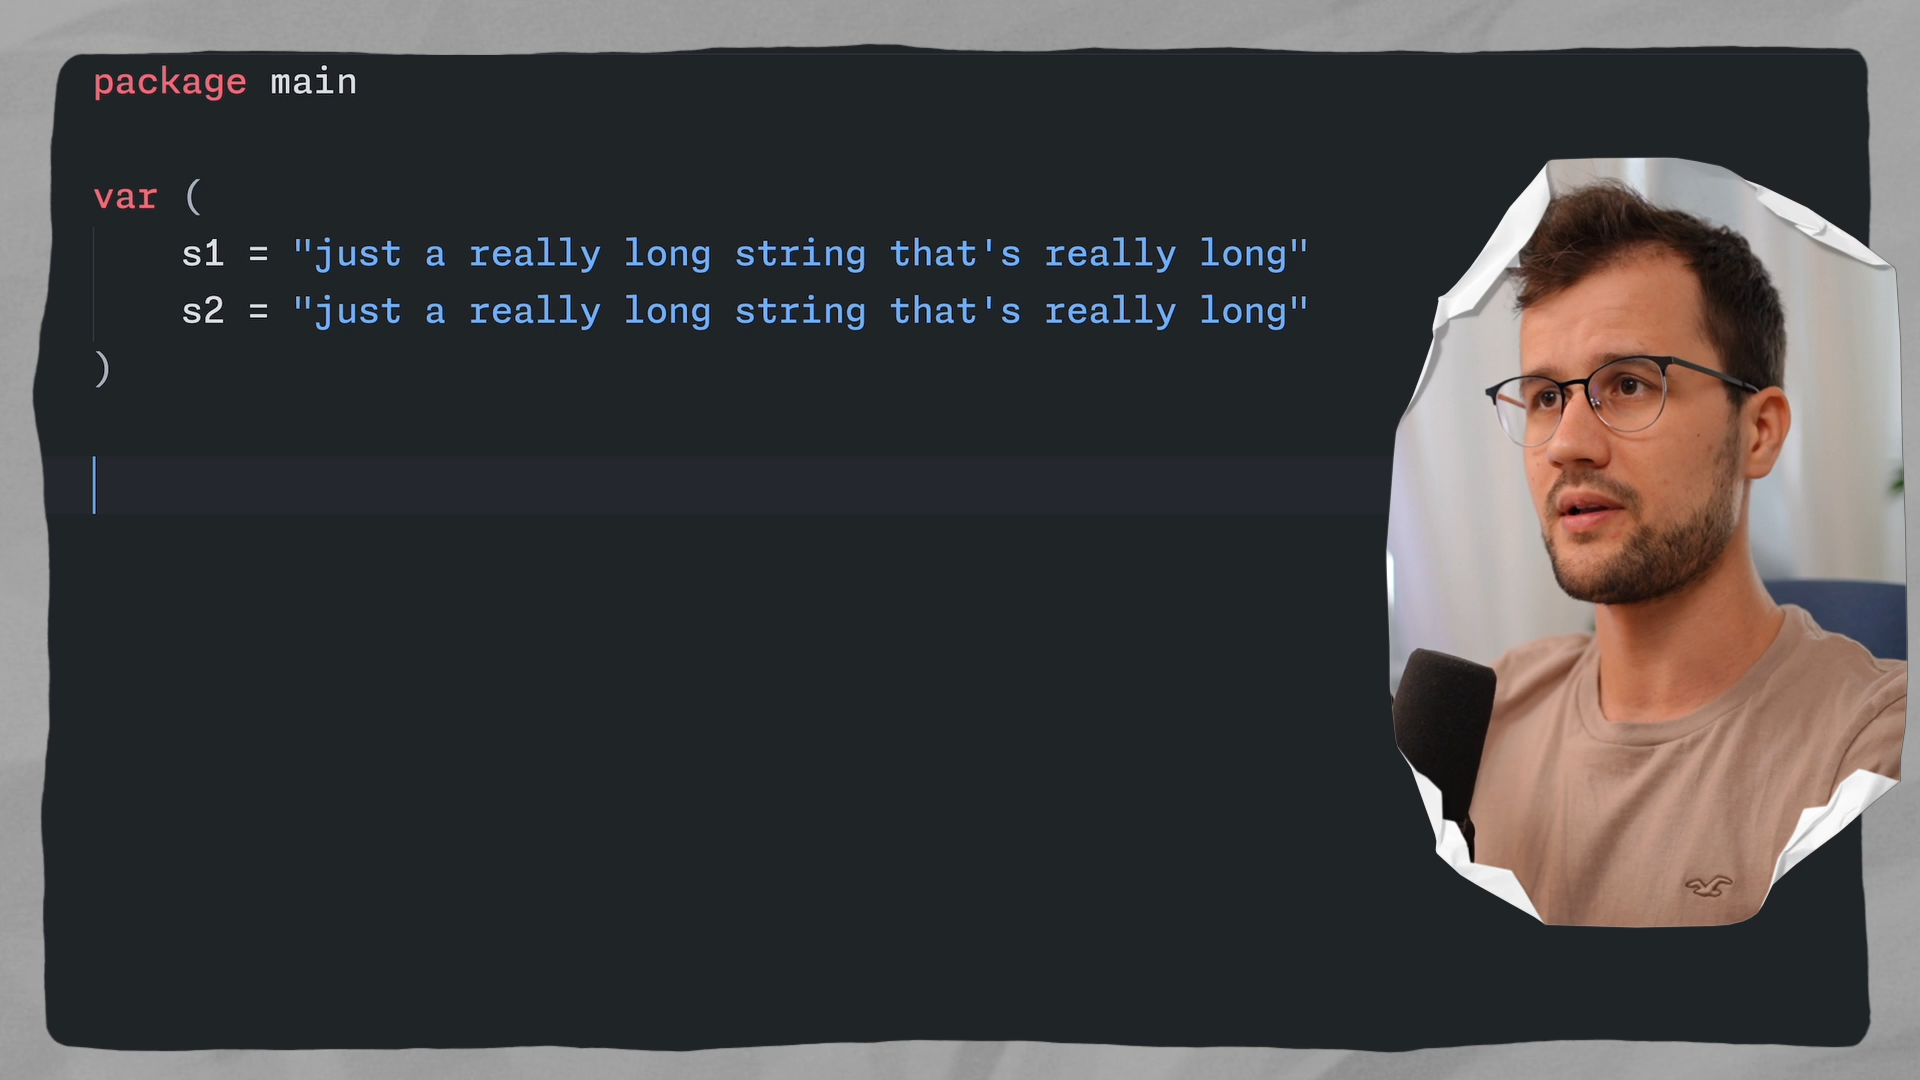 package main
var (
s1 = "just a really long string that's really long"
s2 = "just a really long string that's really long"
)